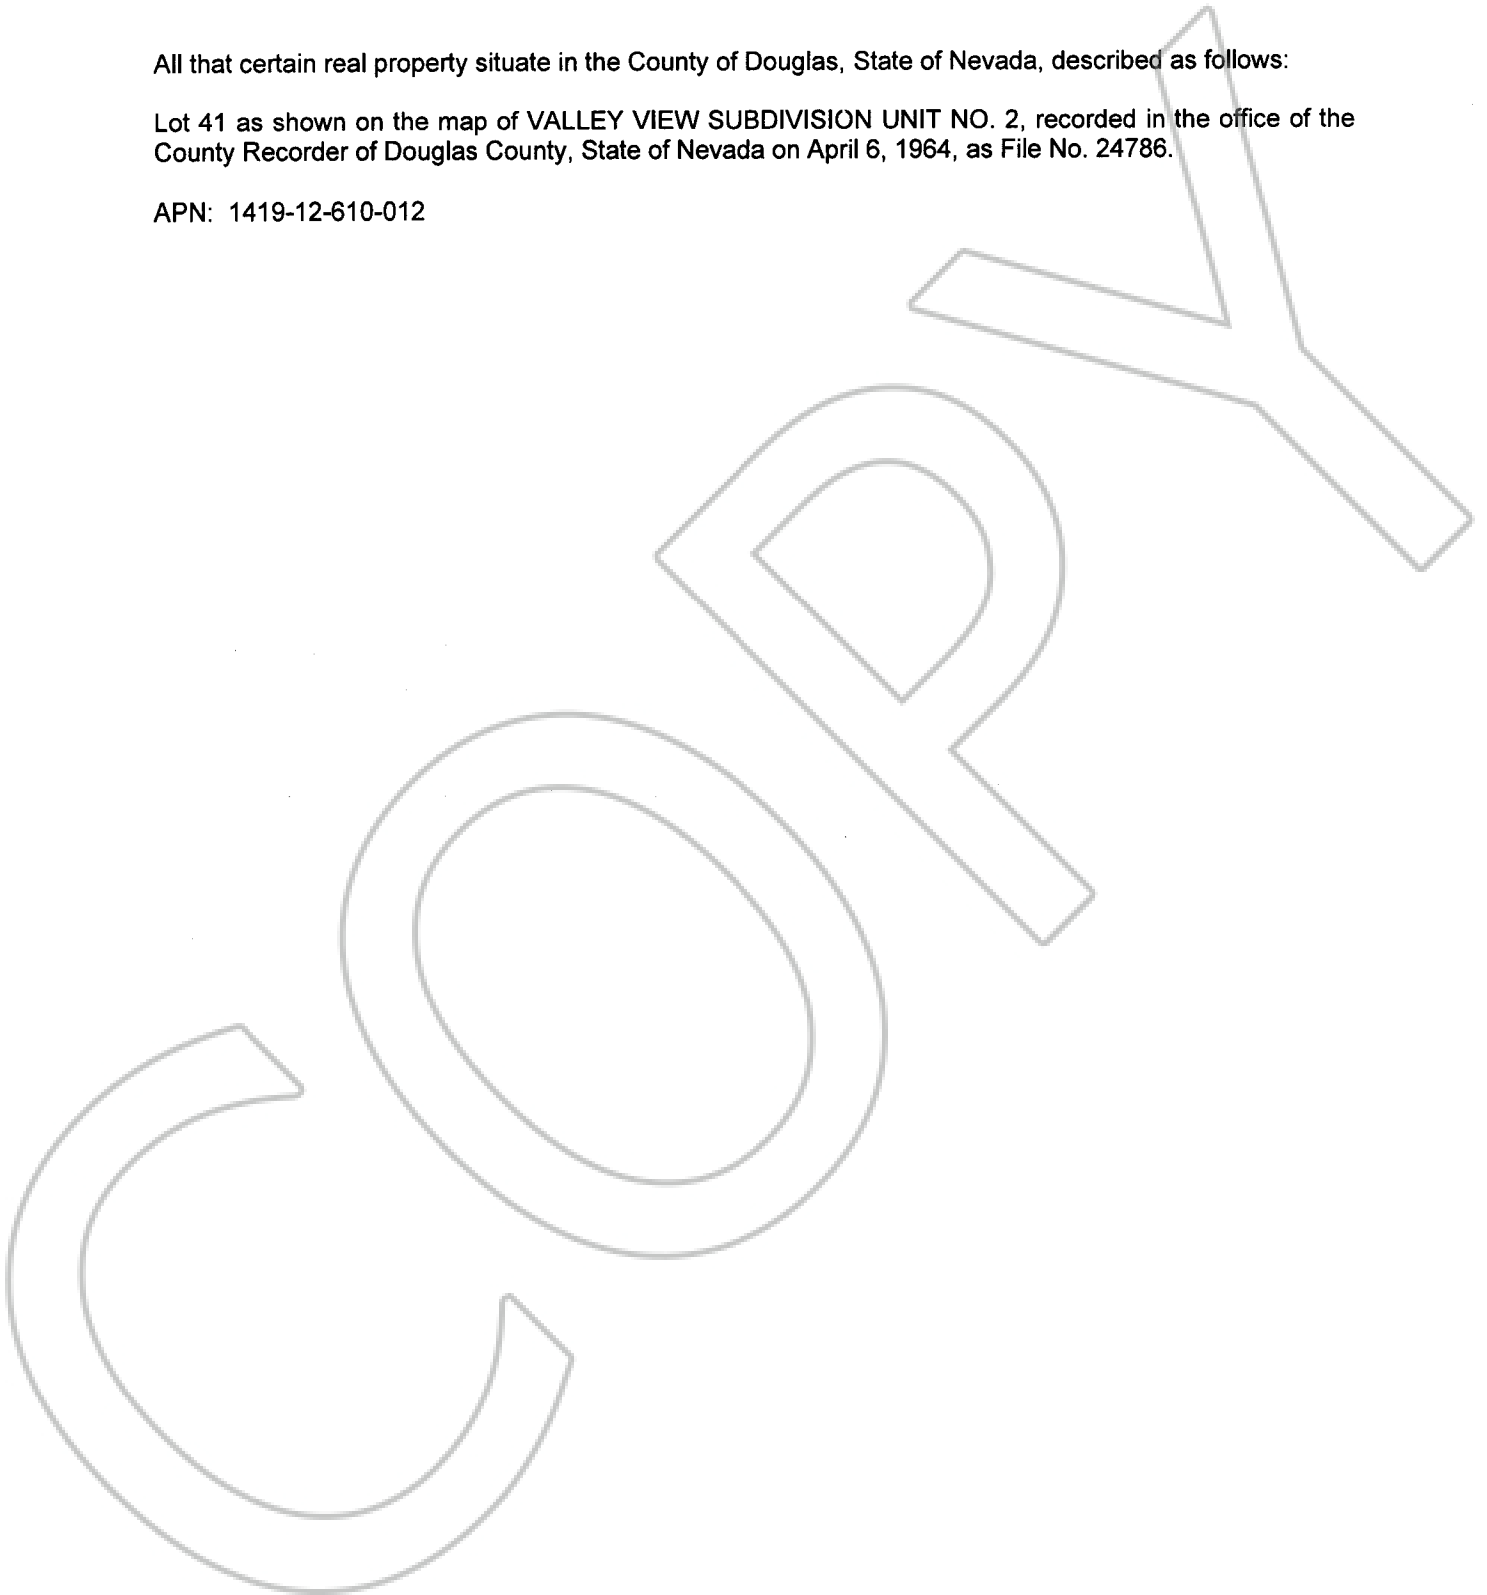 All that certain real property situate in the County of Douglas, State of Nevada, described as follows:
Lot 41 as shown on the map of VALLEY VIEW SUBDIVISION UNIT NO. 2, recorded in the office of the
County Recorder of Douglas County, State of Nevada on April 6, 1964, as File No. 24786.
APN: 1419-12-610-012
COPY